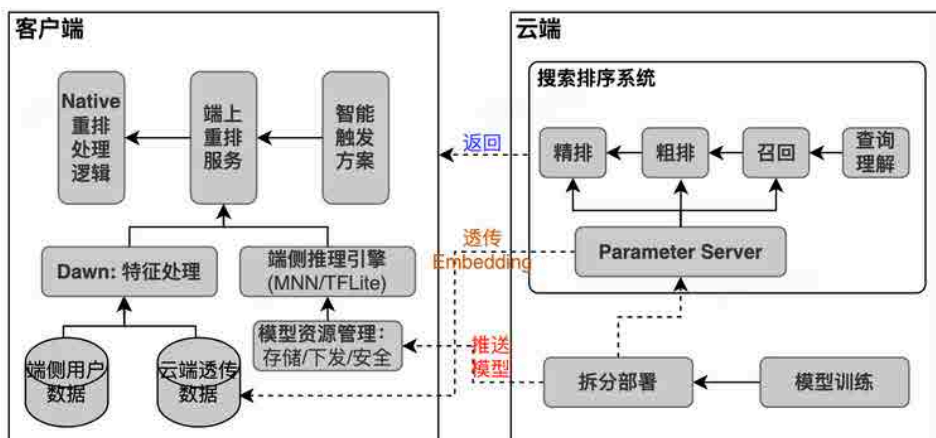 客户端
Native
重排
处理
逻辑
端上
重排
服务
智能
触发
方案
Dawn: 特征处理
端侧推理引擎
(MNN/TFLite)
模型资源管理：
存储/下发/安全
端侧用户
数据
云端透传
数据
返回
透传
Embedding
推送
模型
云端
搜索排序系统
精排
粗排
召回
查询
理解
Parameter Server
拆分部署
模型训练